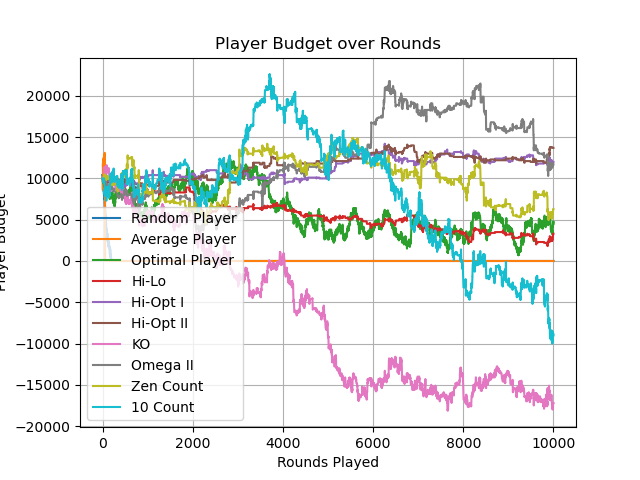 Player Budget over Rounds
Player Budget
20000
15000
10000
5000
0
−5000
−10000
−15000
−20000
Random Player
Average Player
Optimal Player
Hi-Lo
Hi-Opt I
Hi-Opt II
KO
Omega II
Zen Count
10 Count
0 2000 4000 6000 8000 10000
Rounds Played